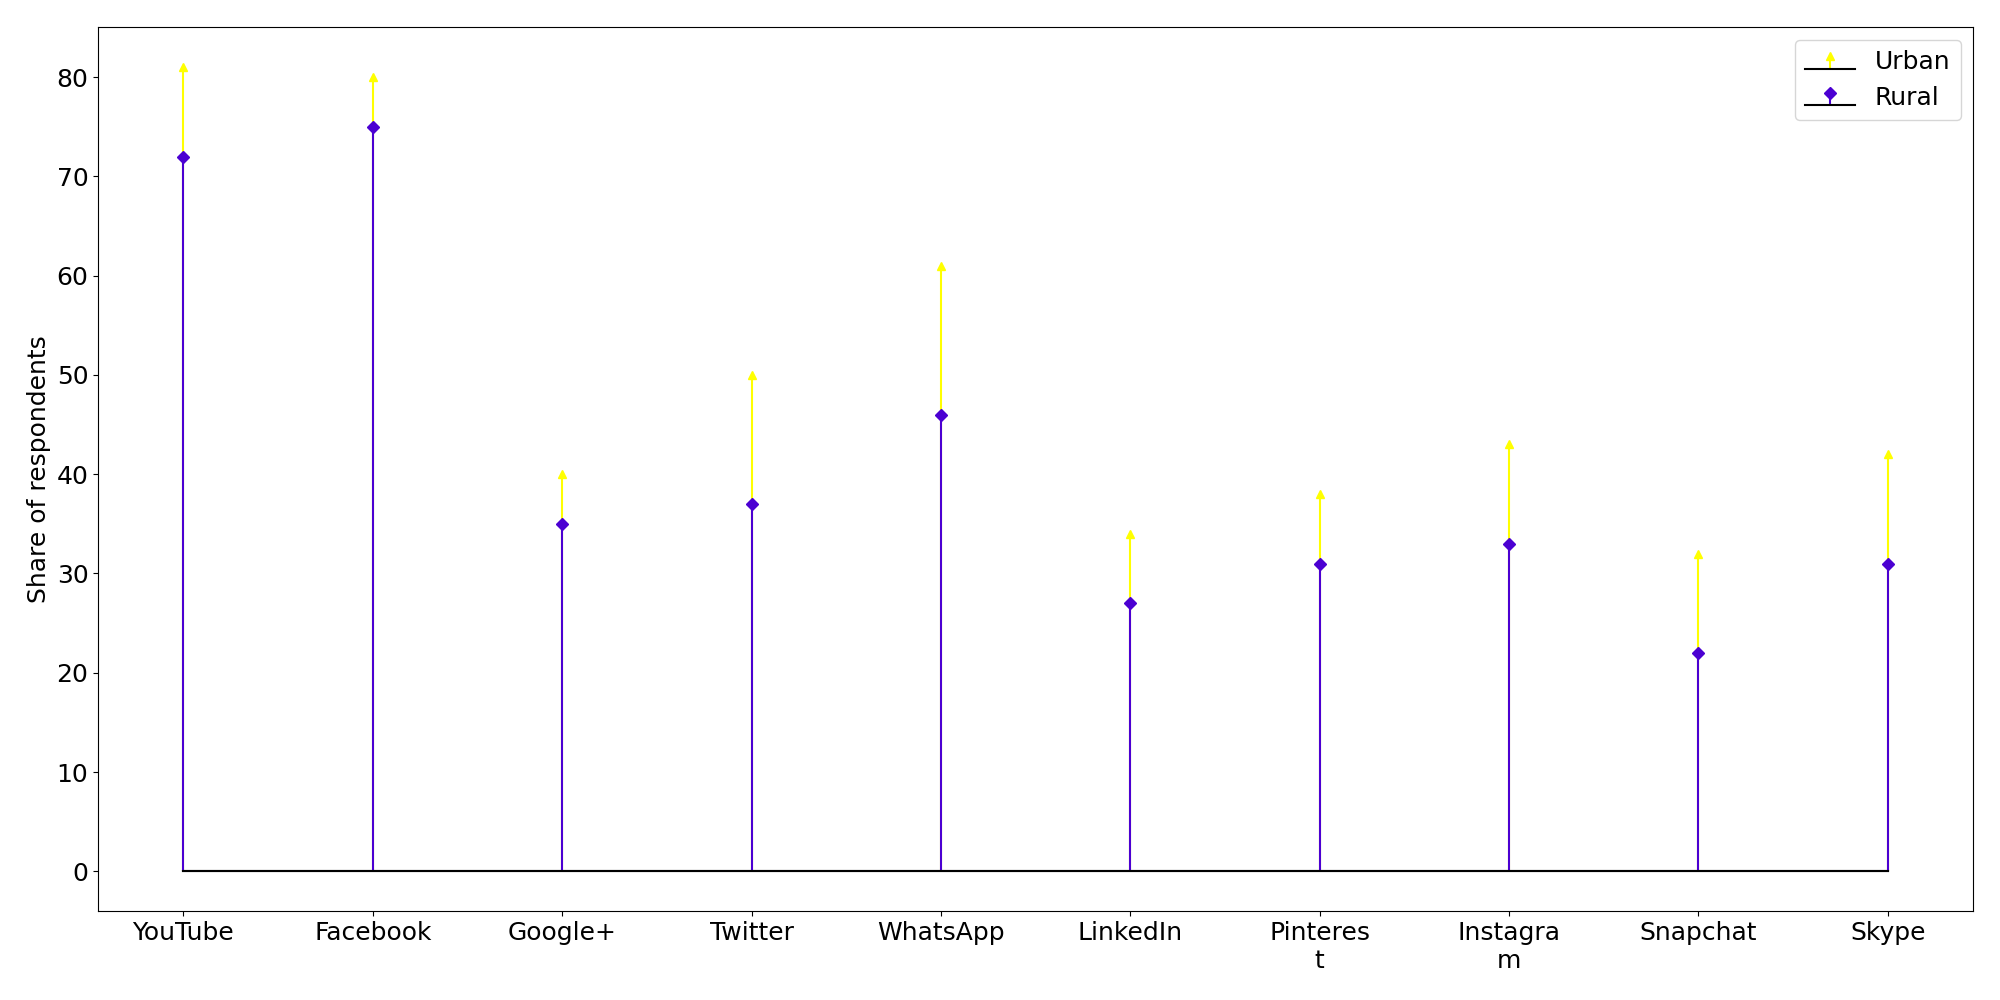 Urban
Rural
Share of respondents
80
70
60
50
40
30
20
10
0
YouTube
Facebook
Google+
Twitter
WhatsApp
LinkedIn
Pinteres
t
Instagra
m
Snapchat
Skype